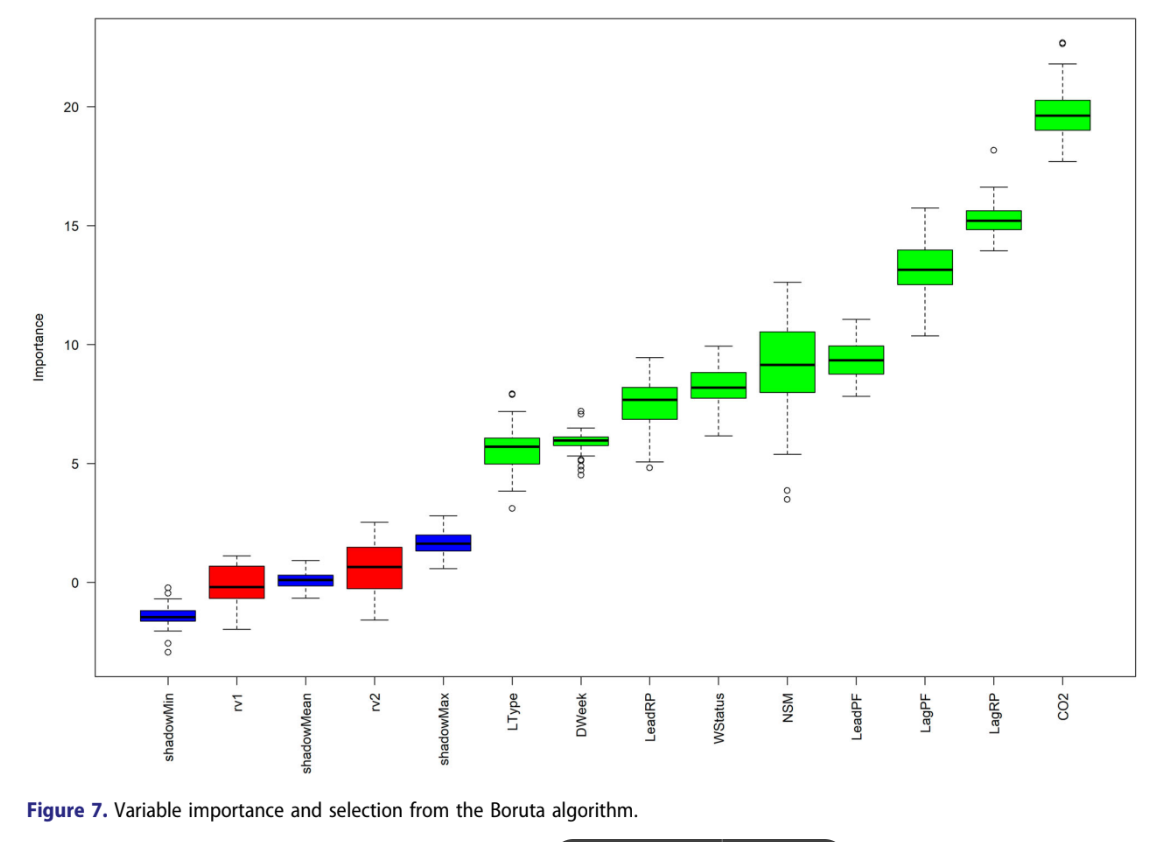 20
15
10
5
0
Importance
shadowMin
rv1
shadowMean
rv2
shadowMax
LType
DWeek
LeadRP
WStatus
NSM
LeadPF
LagPF
LagRP
CO2
Figure 7. Variable importance and selection from the Boruta algorithm.